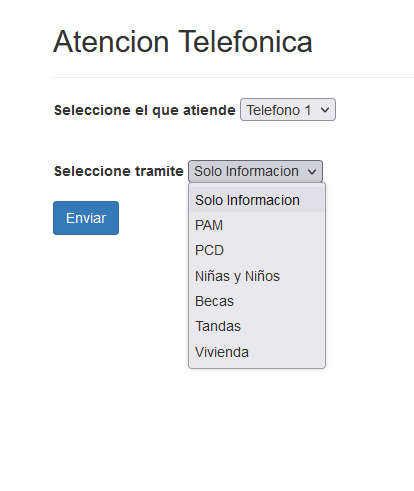 Atencion Telefonica
Seleccione el que atiende Telefono 1
Seleccione tramite Solo Informacion
Solo Informacion
Enviar
PAM
PCD
Niñas y Niños
Becas
Tandas
Vivienda